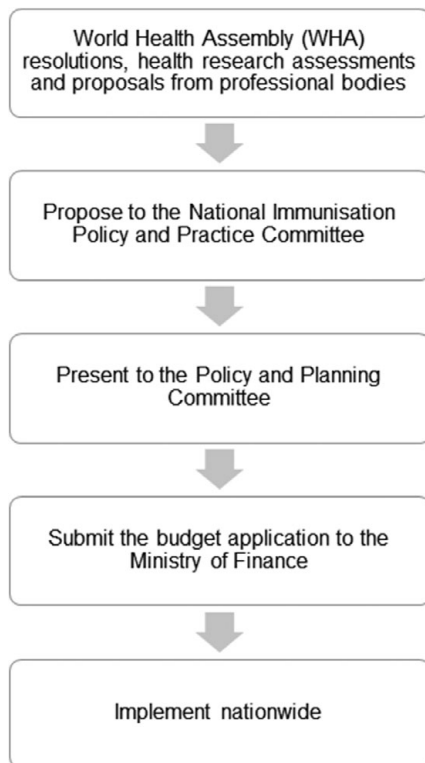 World Health Assembly (WHA)
resolutions, health research assessments
and proposals from professional bodies
Propose to the National Immunisation
Policy and Practice Committee
Present to the Policy and Planning
Committee
Submit the budget application to the
Ministry of Finance
Implement nationwide